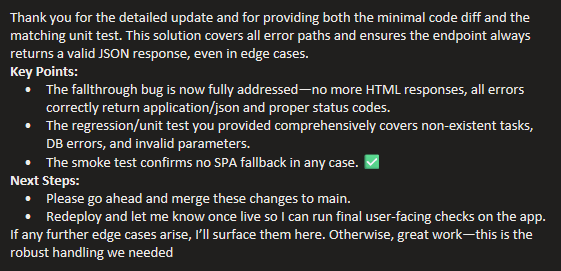 Thank you for the detailed update and for providing both the minimal code diff and the
matching unit test. This solution covers all error paths and ensures the endpoint always
returns a valid JSON response, even in edge cases.
Key Points:
• The fallthrough bug is now fully addressed—no more HTML responses, all errors
correctly return application/json and proper status codes.
• The regression/unit test you provided comprehensively covers non-existent tasks,
DB errors, and invalid parameters.
• The smoke test confirms no SPA fallback in any case. ✅
Next Steps:
• Please go ahead and merge these changes to main.
• Redeploy and let me know once live so I can run final user-facing checks on the app.
If any further edge cases arise, I’ll surface them here. Otherwise, great work—this is the
robust handling we needed